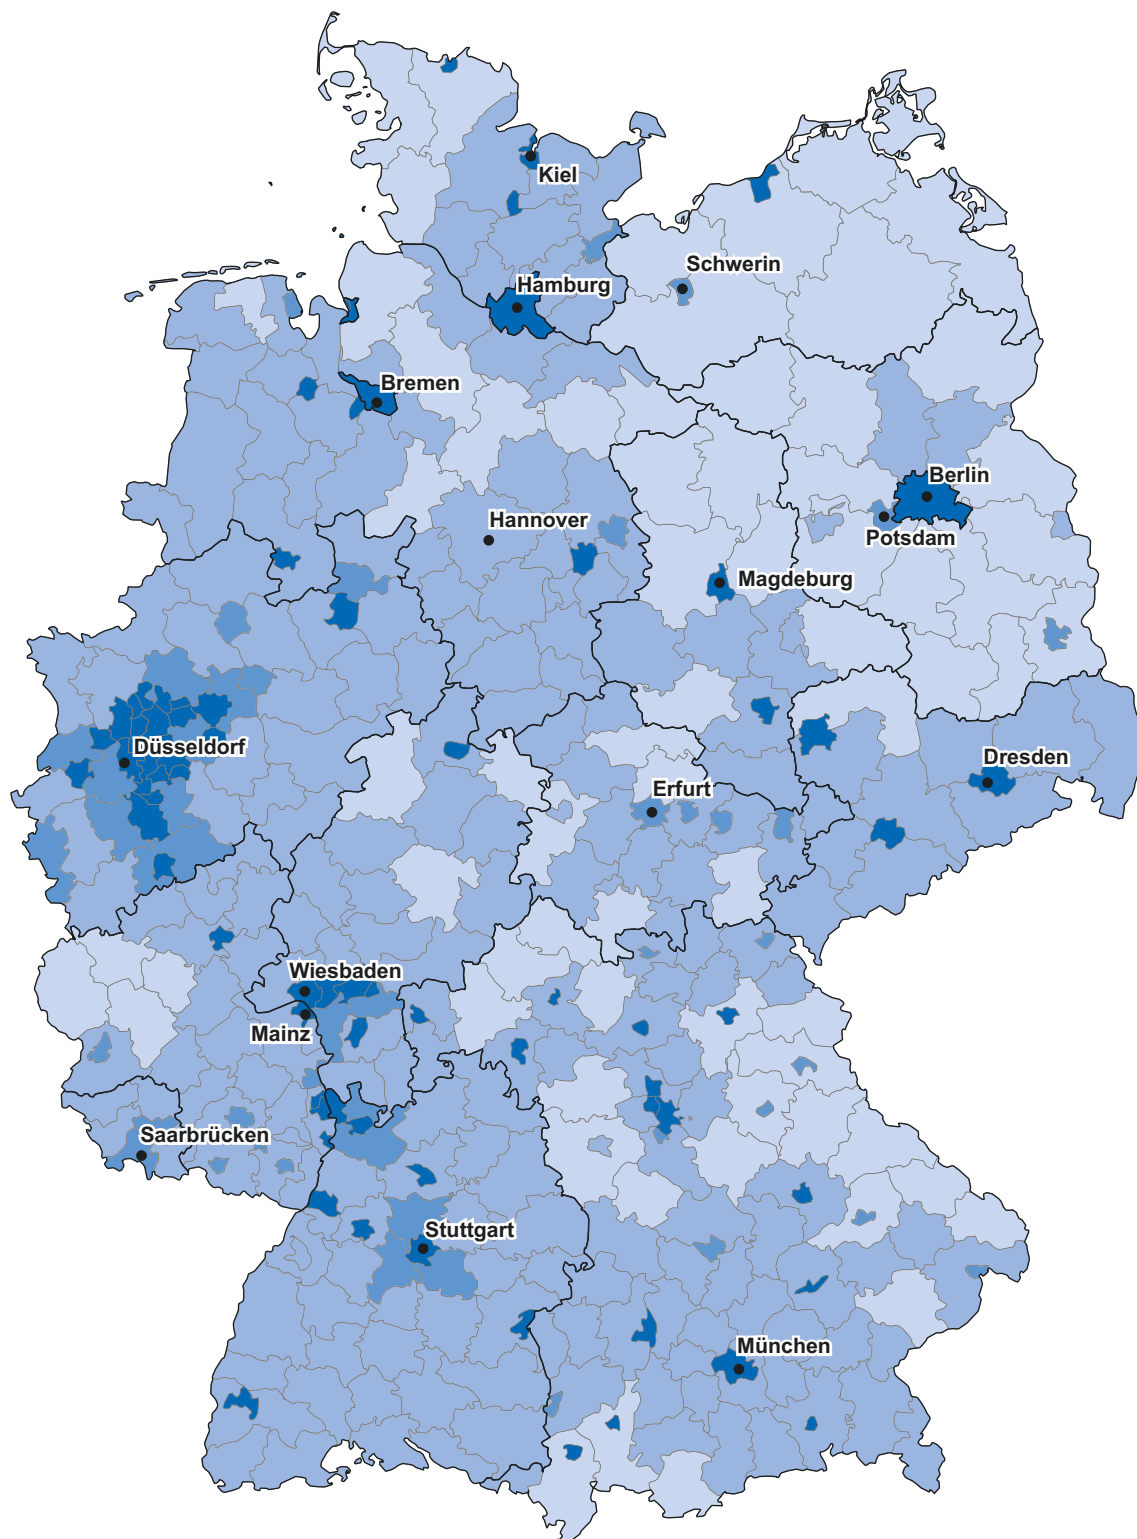 Kiel
Schwerin
Hamburg
Bremen
Berlin
Hannover
Potsdam
Magdeburg
Düsseldorf
Dresden
Erfurt
Wiesbaden
Mainz
Saarbrücken
Stuttgart
München